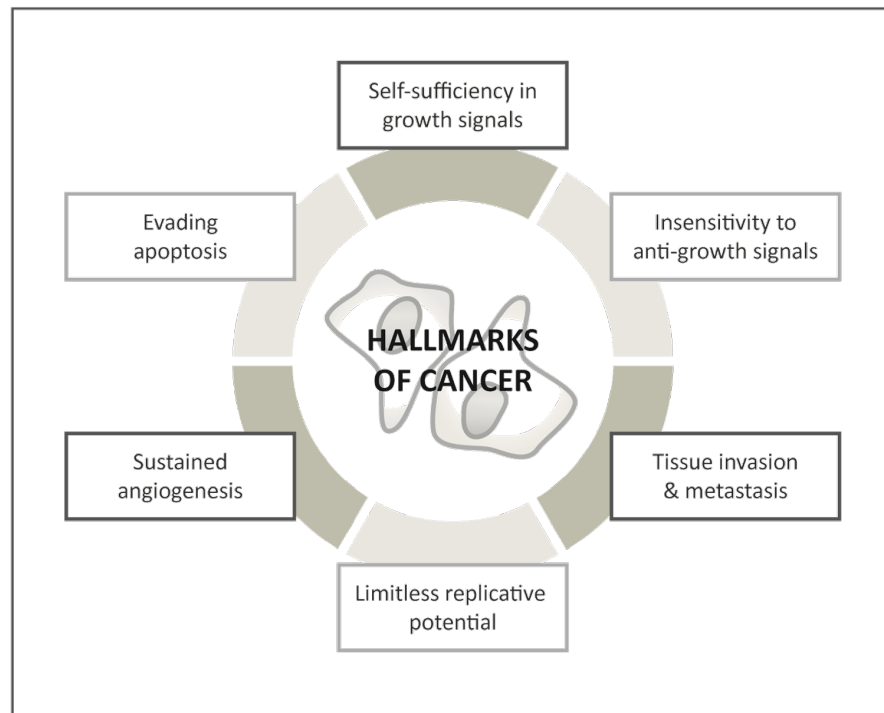 Self-sufficiency in
growth signals
Evading
apoptosis
Insensitivity to
anti-growth signals
HALLMARKS
OF CANCER
Sustained
angiogenesis
Tissue invasion
& metastasis
Limitless replicative
potential